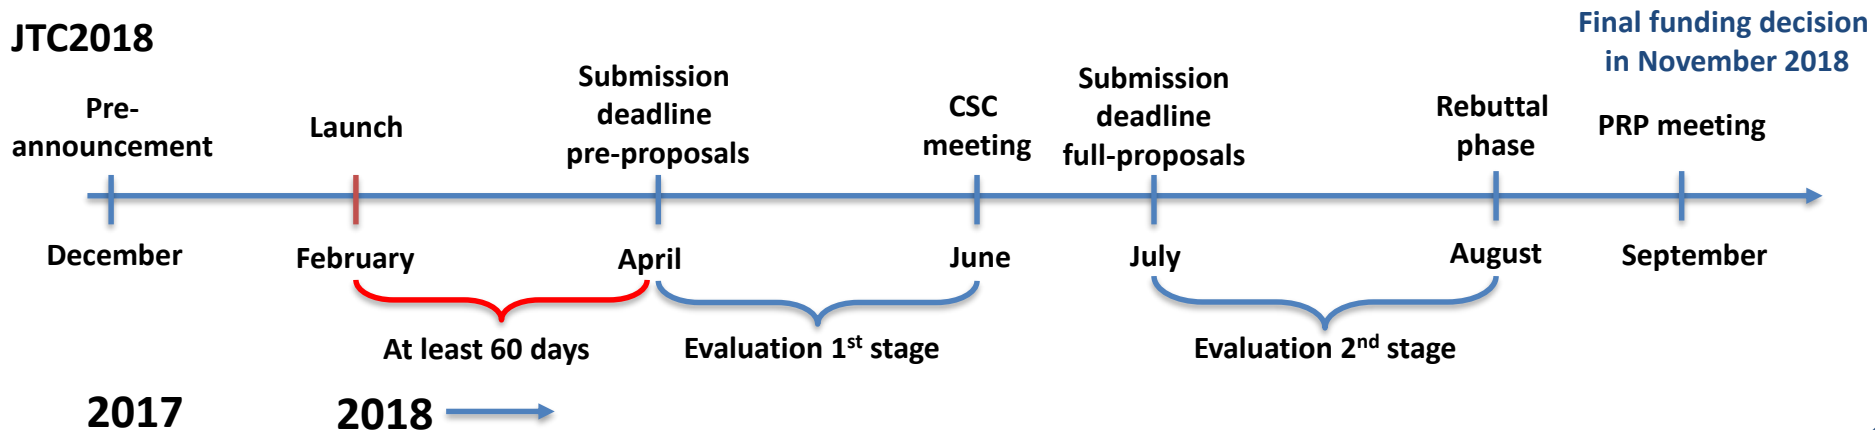 JTC2018
Final funding decision
in November 2018
Pre-
announcement
Launch
Submission
deadline
pre-proposals
CSC
meeting
Submission
deadline
full-proposals
Rebuttal
phase
PRP meeting
December
February
April
June
July
August
September
At least 60 days
Evaluation 1st stage
Evaluation 2nd stage
2017
2018